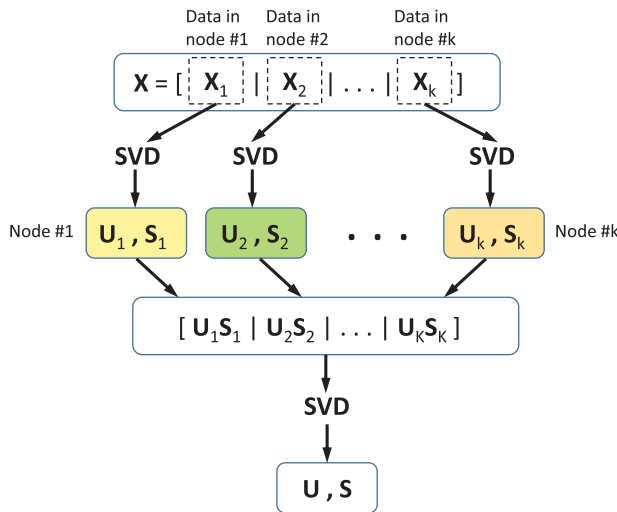 Data in node #1
Data in node #2
Data in node #k
X = [ X₁ | X₂ | . . . | Xₖ ]
SVD
SVD
SVD
Node #1
U₁ , S₁
U₂ , S₂
. . .
Uₖ , Sₖ
Node #k
[ U₁S₁ | U₂S₂ | . . . | U_KS_K ]
SVD
U , S